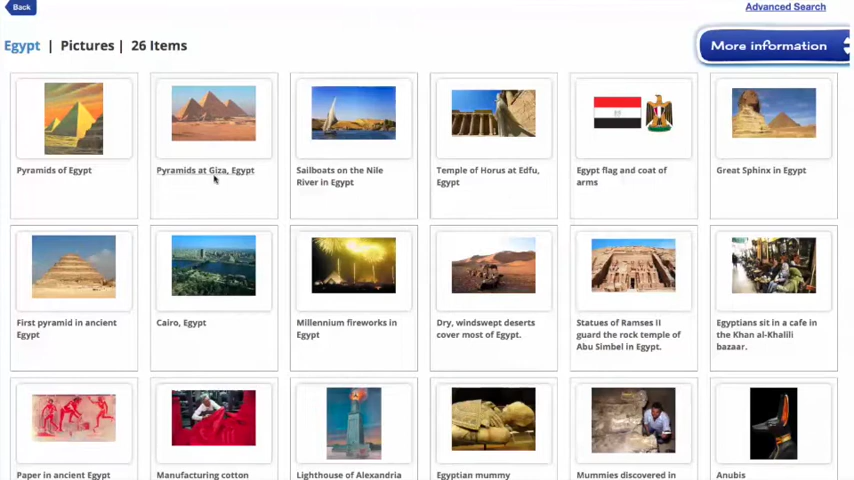 Back
Advanced Search
Egypt | Pictures | 26 Items
More information
Pyramids of Egypt
Pyramids at Giza, Egypt
Sailboats on the Nile
River in Egypt
Temple of Horus at Edfu,
Egypt
Egypt flag and coat of
arms
Great Sphinx in Egypt
First pyramid in ancient
Egypt
Cairo, Egypt
Millennium fireworks in
Egypt
Dry, windswept deserts
cover most of Egypt.
Statues of Ramses II
guard the rock temple of
Abu Simbel in Egypt.
Egyptians sit in a cafe in
the Khan al-Khalili
bazaar.
Paper in ancient Egypt
Manufacturing cotton
Lighthouse of Alexandria
Egyptian mummy
Mummies discovered in
Anubis